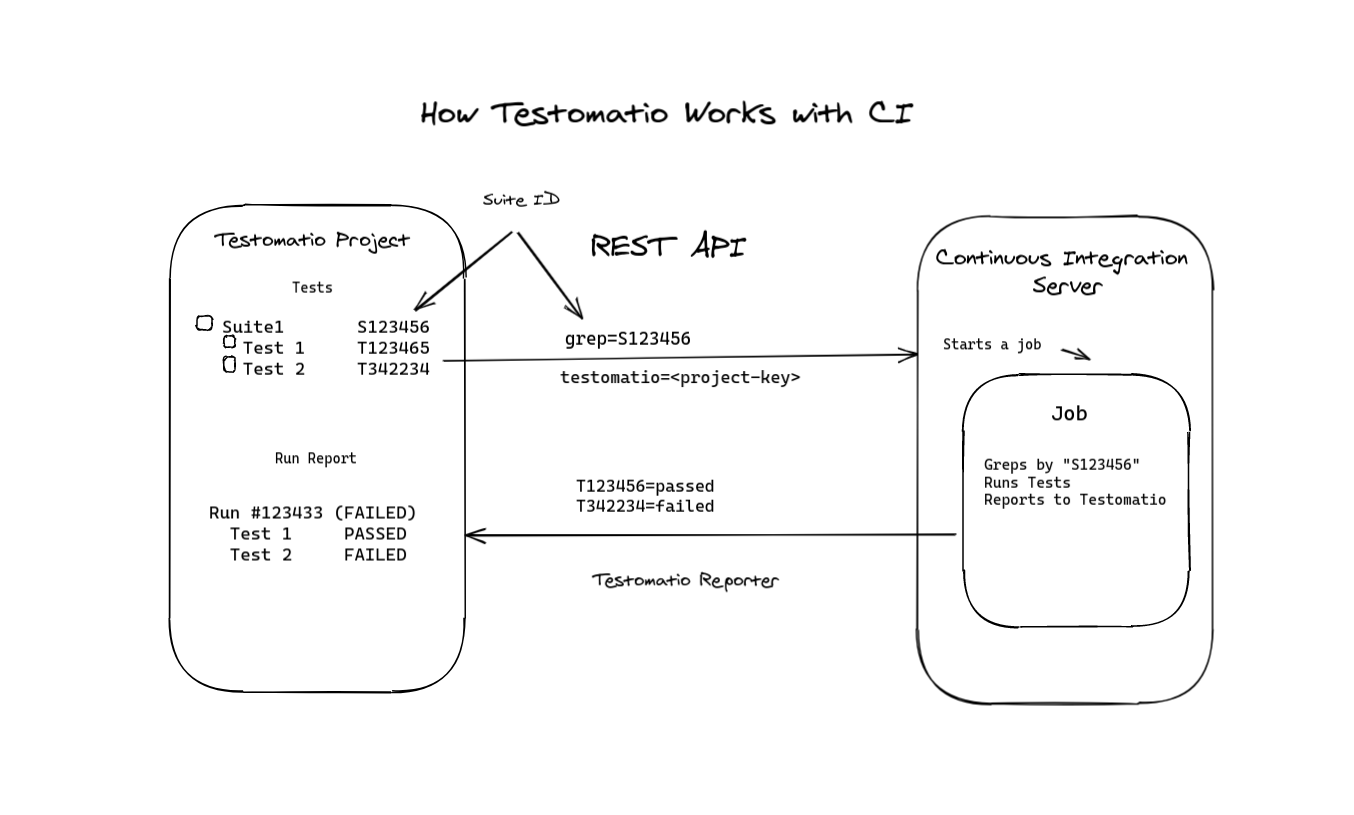 How Testomatio Works with CI
Suite ID
Testomatio Project
REST API
Tests
Suite1 S123456
Test 1 T123465
Test 2 T342234
grep=S123456
testomatio=<project-key>
Continuous Integration
Server
Starts a job
Job
Greps by "S123456"
Runs Tests
Reports to Testomatio
Run Report
Run #123433 (FAILED)
Test 1 PASSED
Test 2 FAILED
T123456=passed
T342234=failed
Testomatio Reporter